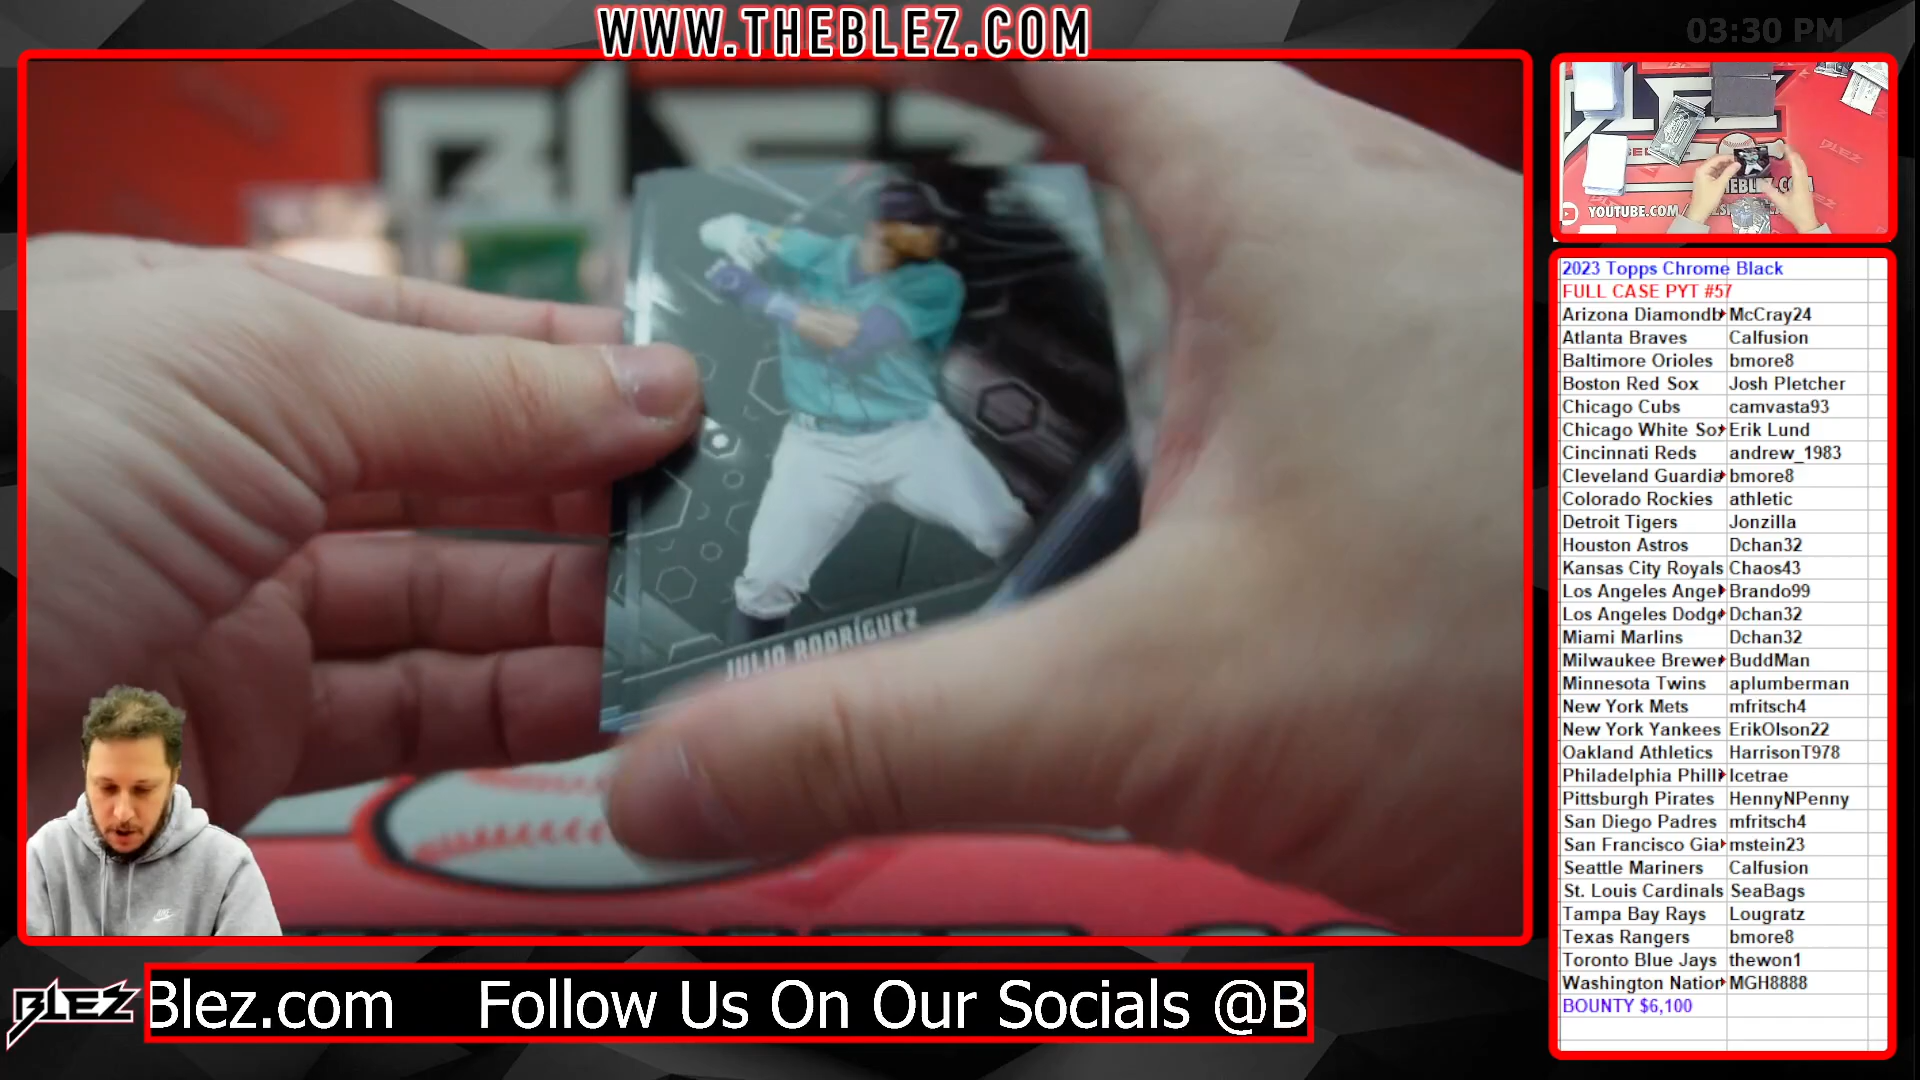 WWW.THEBLEZ.COM
03:30 PM
BLEZ
JULIO RODRÍGUEZ
YOUTUBE.COM /
2023 Topps Chrome Black
FULL CASE PYT #57
Arizona Diamondb McCray24
Atlanta Braves Calfusion
Baltimore Orioles bmore8
Boston Red Sox Josh Pletcher
Chicago Cubs camvasta93
Chicago White So Erik Lund
Cincinnati Reds andrew_1983
Cleveland Guardia bmore8
Colorado Rockies athletic
Detroit Tigers Jonzilla
Houston Astros Dchan32
Kansas City Royals Chaos43
Los Angeles Angel Brando99
Los Angeles Dodg Dchan32
Miami Marlins Dchan32
Milwaukee Brewer BuddMan
Minnesota Twins aplumberman
New York Mets mfritsch4
New York Yankees ErikOlson22
Oakland Athletics HarrisonT978
Philadelphia Philli Icetrae
Pittsburgh Pirates HennyNPenny
San Diego Padres mfritsch4
San Francisco Gia mstein23
Seattle Mariners Calfusion
St. Louis Cardinals SeaBags
Tampa Bay Rays Lougratz
Texas Rangers bmore8
Toronto Blue Jays thewon1
Washington Nation MGH8888
BOUNTY $6,100
BLEZ
Blez.com Follow Us On Our Socials @B